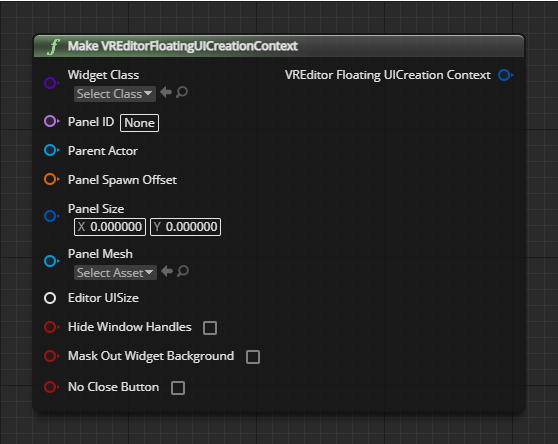 f Make VREditorFloatingUICreationContext
Widget Class VREditor Floating UICreation Context
Select Class
Panel ID None
Parent Actor
Panel Spawn Offset
Panel Size
X 0.000000 Y 0.000000
Panel Mesh
Select Asset
Editor UISize
Hide Window Handles
Mask Out Widget Background
No Close Button